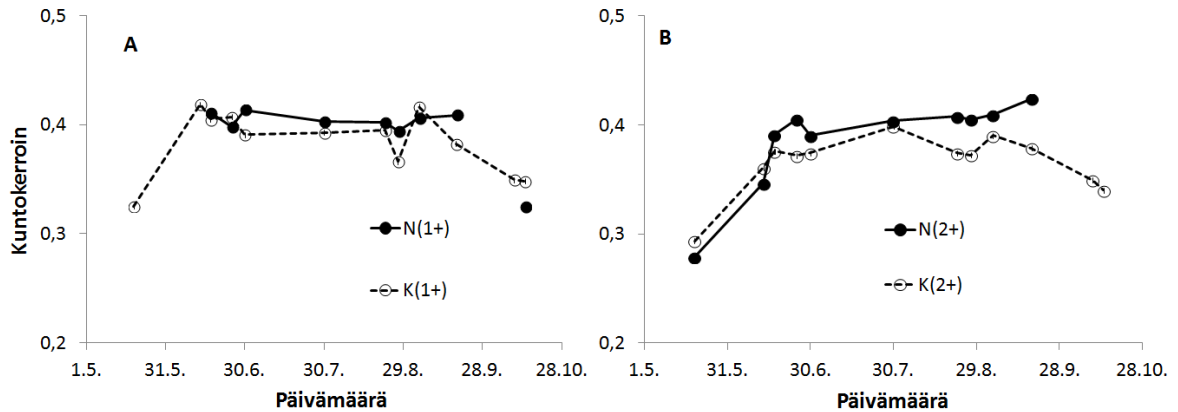 Kuntokerroin
0,5
0,4
0,3
0,2
A
N(1+)
K(1+)
1.5. 31.5. 30.6. 30.7. 29.8. 28.9. 28.10.
Päivämäärä
0,5
0,4
0,3
0,2
B
N(2+)
K(2+)
1.5. 31.5. 30.6. 30.7. 29.8. 28.9. 28.10.
Päivämäärä